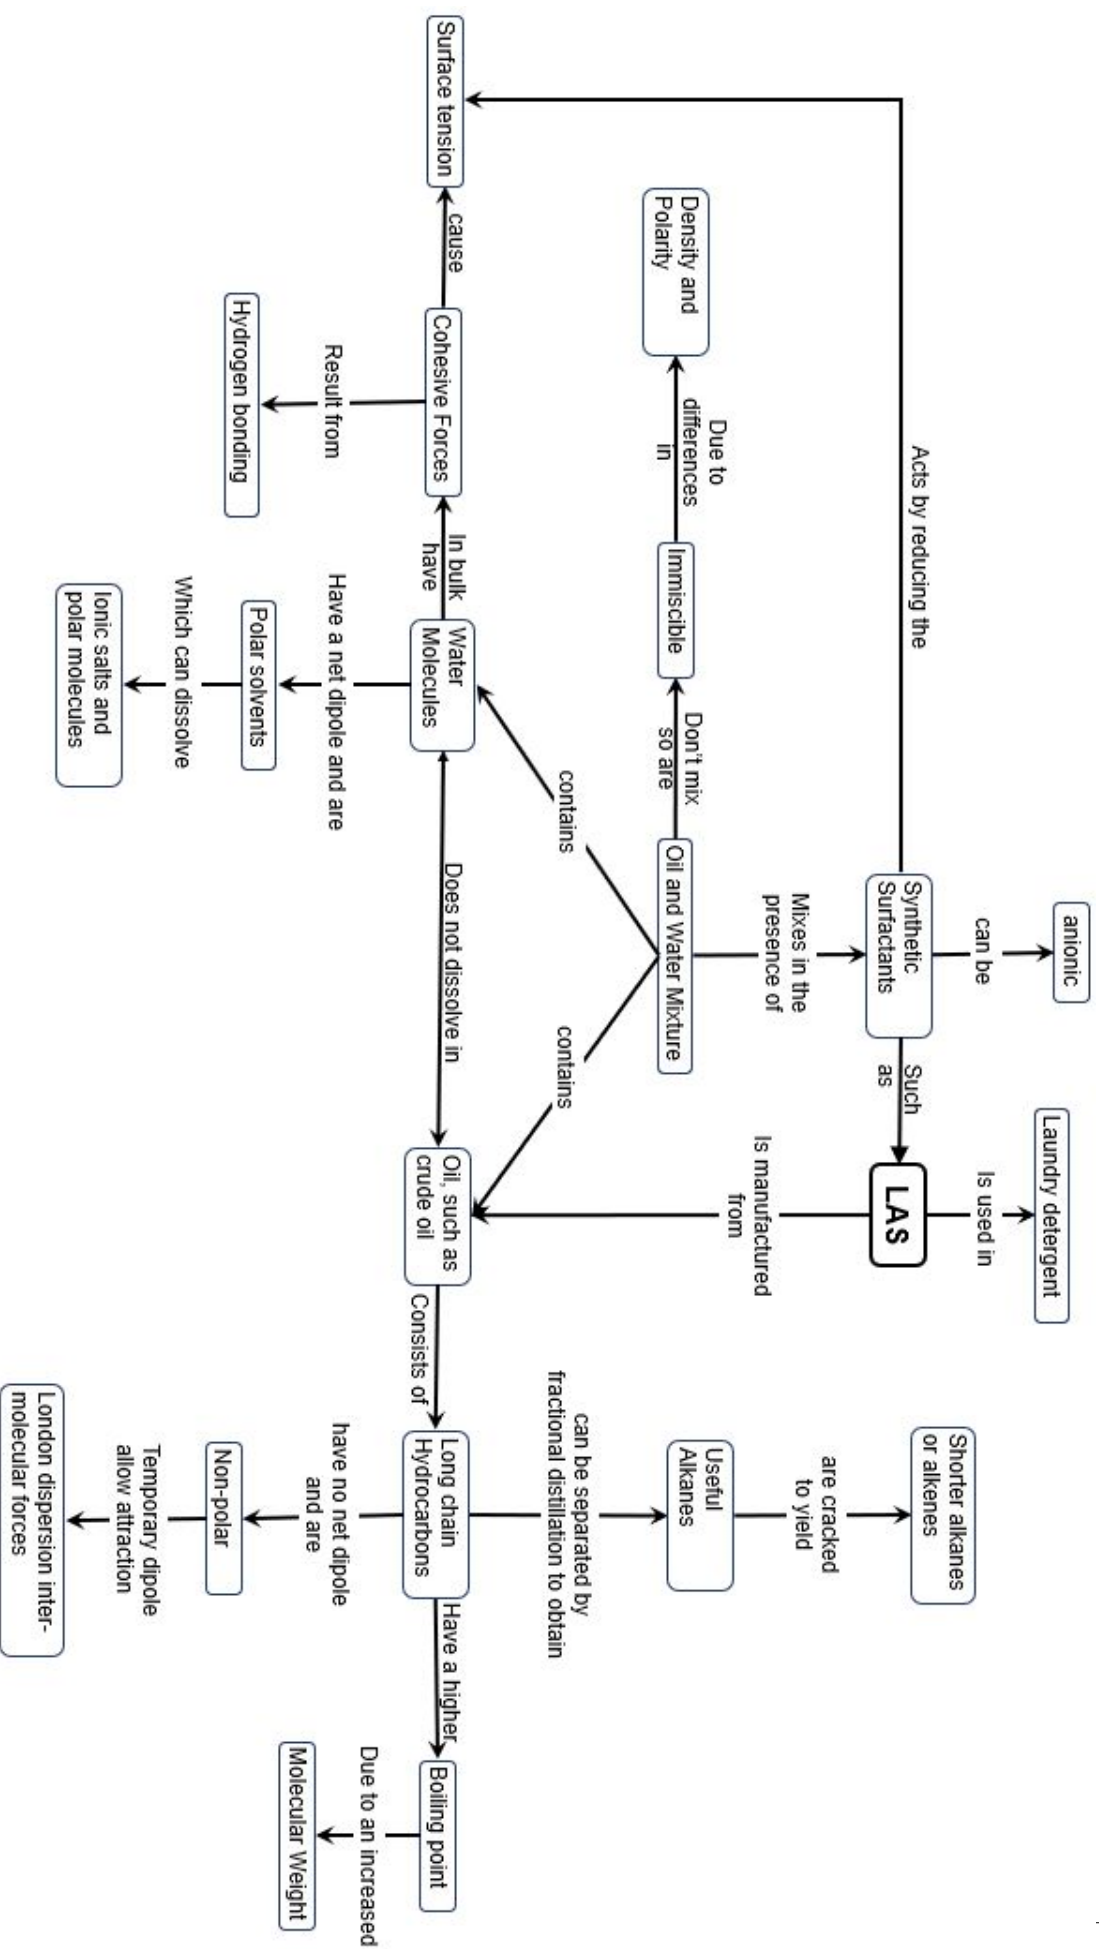 anionic
Laundry detergent
can be
Is used in
Shorter alkanes
or alkenes
Acts by reducing the
Synthetic
Surfactants
Such
as
LAS
are cracked
to yield
Mixes in the
presence of
Is manufactured
from
Density and
Polarity
Due to
differences
in
Immiscible
Don't mix
so are
Oil and Water Mixture
Useful
Alkanes
contains
contains
can be separated by
fractional distillation to obtain
Surface tension
cause
Cohesive Forces
In bulk
have
Water
Molecules
Does not dissolve in
Oil, such as
crude oil
Consists of
Long chain
Hydrocarbons
Have a higher
Boiling point
Result from
Have a net dipole and are
have no net dipole
and are
Due to an increased
Hydrogen bonding
Polar solvents
Non-polar
Molecular Weight
Which can dissolve
Temporary dipole
allow attraction
Ionic salts and
polar molecules
London dispersion inter-
molecular forces